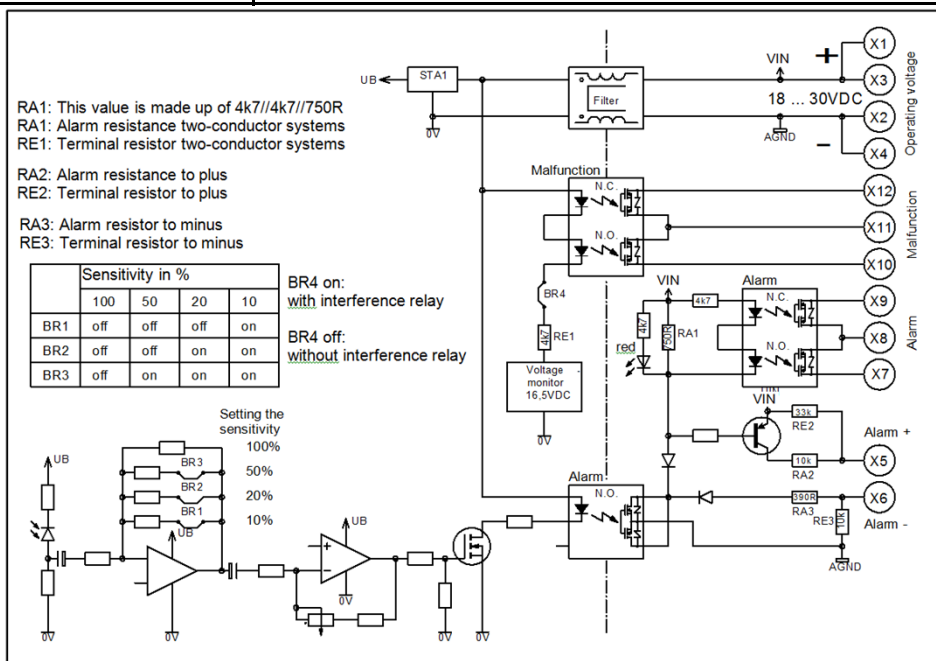 RA1: This value is made up of 4k7//4k7//750R
RA1: Alarm resistance two-conductor systems
RE1: Terminal resistor two-conductor systems
RA2: Alarm resistance to plus
RE2: Terminal resistor to plus
RA3: Alarm resistor to minus
RE3: Terminal resistor to minus
Sensitivity in %
100 50 20 10
BR1 off off off on
BR2 off off on on
BR3 off on on on
BR4 on:
with interference relay
BR4 off:
without interference relay
UB
STA1
0V
Filter
VIN
+
18 ... 30VDC
AGND
−
X1
X3
X2
X4
Operating voltage
Malfunction
N.C.
N.O.
X12
X11
X10
Malfunction
BR4
4k7
RE1
Voltage
monitor
16,5VDC
0V
VIN
4k7
red
750R
RA1
4k7
Alarm
N.C.
N.O.
X9
X8
X7
Alarm
VIN
33k
RE2
10k
RA2
Alarm +
X5
Alarm
N.O.
390R
RA3
X6
RE3
10k
Alarm -
AGND
Setting the
sensitivity
100%
BR3
50%
BR2
20%
BR1
10%
UB
UB
0V
0V
UB
+
−
0V
0V
0V